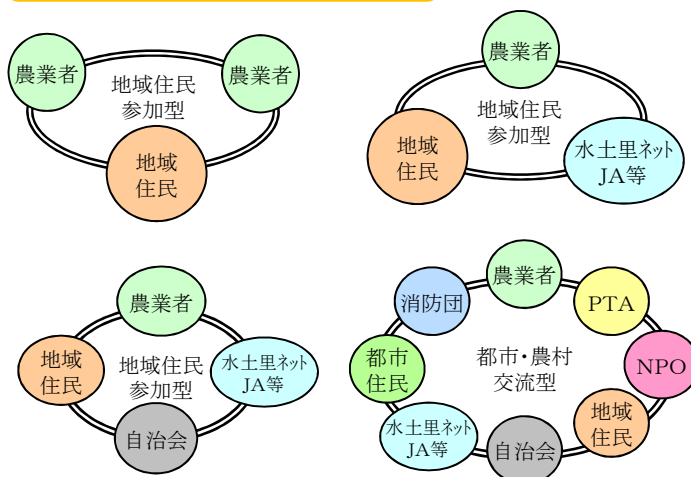 農業者
農業者
地域住民
参加型
地域
住民
農業者
地域住民
参加型
地域
住民
水土里ネット
JA等
農業者
地域
住民
地域住民
参加型
水土里ネット
JA等
自治会
農業者
消防団
PTA
都市
住民
都市・農村
交流型
NPO
地域
住民
水土里ネット
JA等
自治会